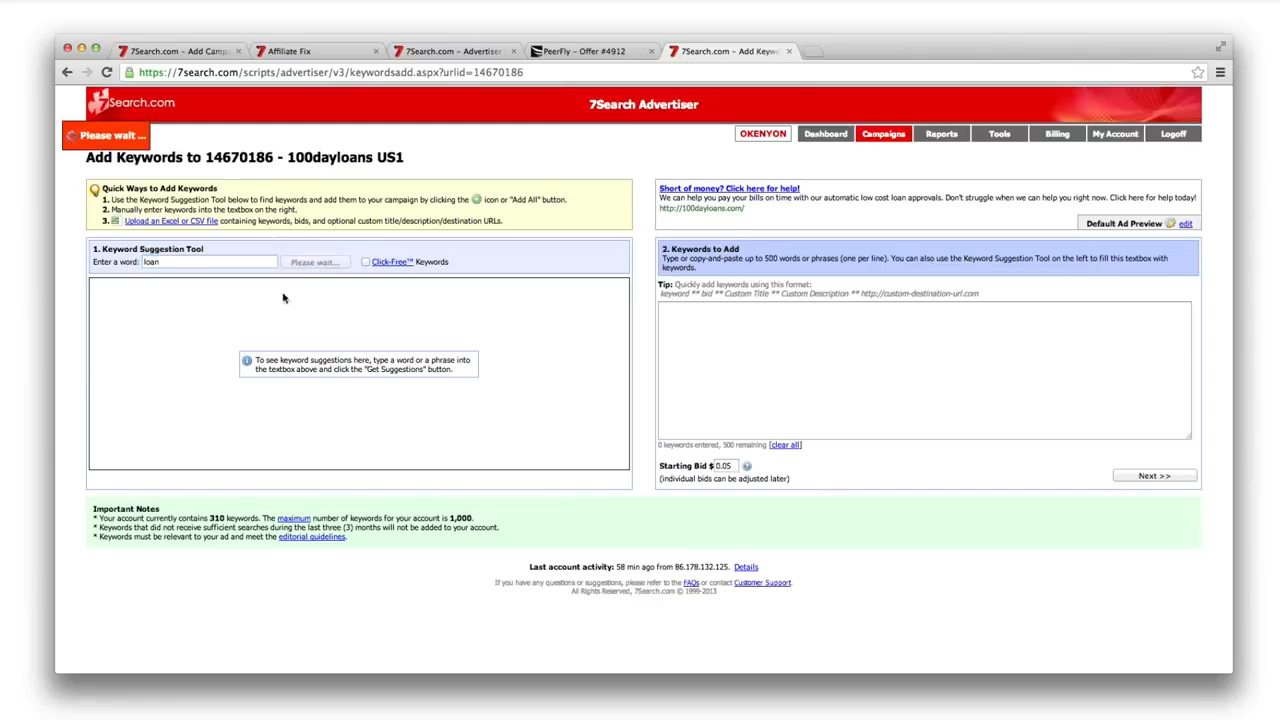 7Search.com — Add Camp
Affiliate Fix
7Search.com — Advertiser
PeerFly – Offer #4912
7Search.com — Add Keyw
https://7search.com/scripts/advertiser/v3/keywordsadd.aspx?urlid=14670186
7Search.com
7Search Advertiser
Please wait ...
OKENYON
Dashboard
Campaigns
Reports
Tools
Billing
My Account
Logoff
Add Keywords to 14670186 - 100dayloans US1
Quick Ways to Add Keywords
1. Use the Keyword Suggestion Tool below to find keywords and add them to your campaign by clicking the icon or "Add All" button.
2. Manually enter keywords into the textbox on the right.
3. Upload an Excel or CSV file containing keywords, bids, and optional custom title/description/destination URLs.
Short of money? Click here for help!
We can help you pay your bills on time with our automatic low cost loan approvals. Don't struggle when we can help you right now. Click here for help today!
http://100dayloans.com/
Default Ad Preview edit
1. Keyword Suggestion Tool
Enter a word: loan Please wait... Click-Free™ Keywords
To see keyword suggestions here, type a word or a phrase into
the textbox above and click the "Get Suggestions" button.
2. Keywords to Add
Type or copy-and-paste up to 500 words or phrases (one per line). You can also use the Keyword Suggestion Tool on the left to fill this textbox with
keywords.
Tip: Quickly add keywords using this format:
keyword ** bid ** Custom Title ** Custom Description ** http://custom-destination-url.com
0 keywords entered, 500 remaining [clear all]
Starting Bid $ 0.05
(individual bids can be adjusted later)
Next >>
Important Notes
* Your account currently contains 310 keywords. The maximum number of keywords for your account is 1,000.
* Keywords that did not receive sufficient searches during the last three (3) months will not be added to your account.
* Keywords must be relevant to your ad and meet the editorial guidelines.
Last account activity: 58 min ago from 86.178.132.125. Details
If you have any questions or suggestions, please refer to the FAQs or contact Customer Support.
All Rights Reserved, 7Search.com © 1999-2013